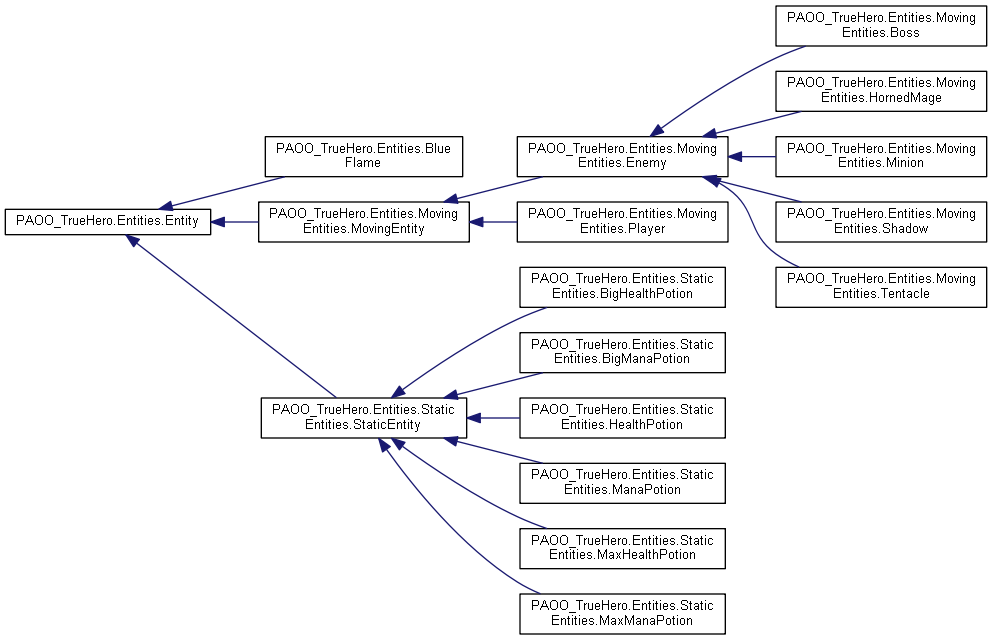 PAOO_TrueHero.Entities.Moving
Entities.Boss
PAOO_TrueHero.Entities.Moving
Entities.HornedMage
PAOO_TrueHero.Entities.Blue
Flame
PAOO_TrueHero.Entities.Moving
Entities.Enemy
PAOO_TrueHero.Entities.Moving
Entities.Minion
PAOO_TrueHero.Entities.Entity
PAOO_TrueHero.Entities.Moving
Entities.MovingEntity
PAOO_TrueHero.Entities.Moving
Entities.Player
PAOO_TrueHero.Entities.Moving
Entities.Shadow
PAOO_TrueHero.Entities.Static
Entities.BigHealthPotion
PAOO_TrueHero.Entities.Moving
Entities.Tentacle
PAOO_TrueHero.Entities.Static
Entities.BigManaPotion
PAOO_TrueHero.Entities.Static
Entities.StaticEntity
PAOO_TrueHero.Entities.Static
Entities.HealthPotion
PAOO_TrueHero.Entities.Static
Entities.ManaPotion
PAOO_TrueHero.Entities.Static
Entities.MaxHealthPotion
PAOO_TrueHero.Entities.Static
Entities.MaxManaPotion